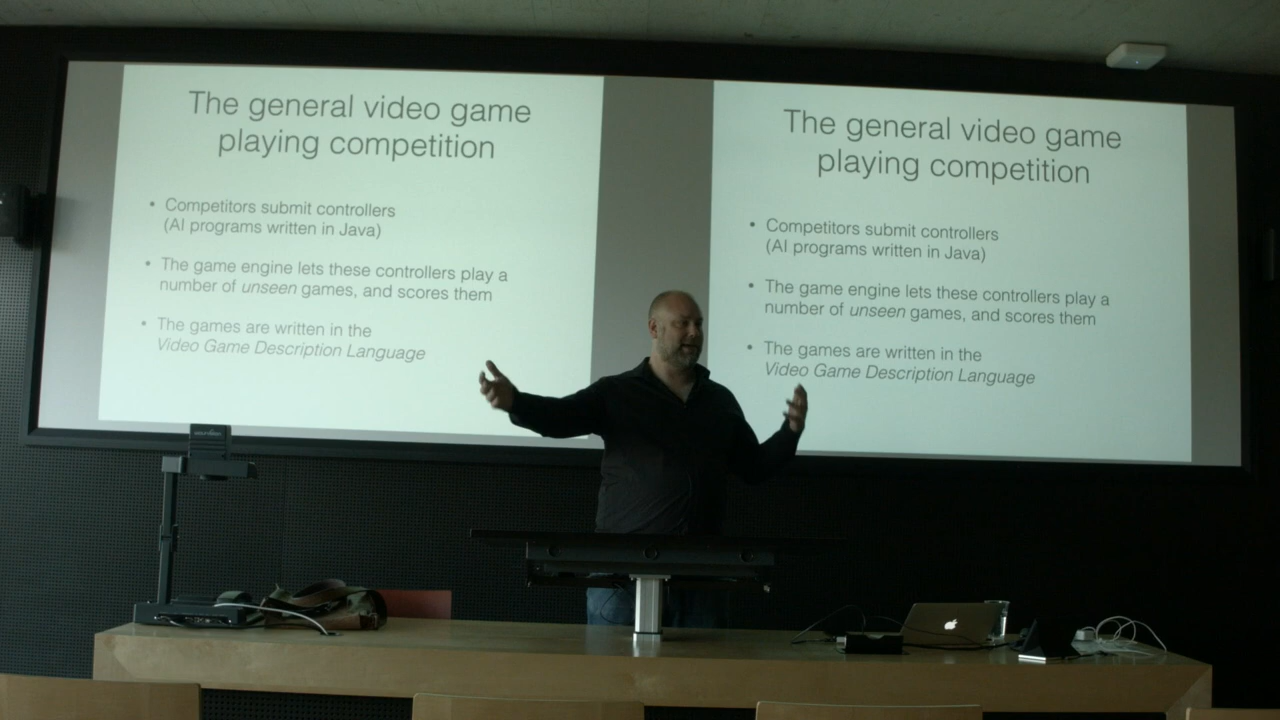 The general video game
playing competition
• Competitors submit controllers
(AI programs written in Java)
• The game engine lets these controllers play a
number of unseen games, and scores them
• The games are written in the
Video Game Description Language
The general video game
playing competition
• Competitors submit controllers
(AI programs written in Java)
• The game engine lets these controllers play a
number of unseen games, and scores them
• The games are written in the
Video Game Description Language